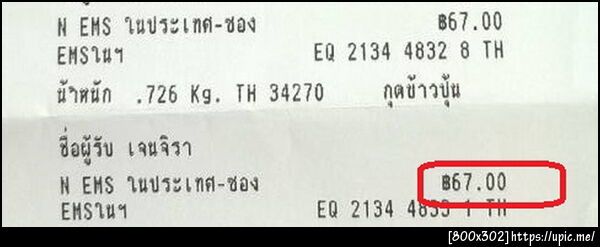 N EMS ในประเทศ-ซอง ฿67.00
EMSในฯ EQ 2134 4832 8 TH
น้ำหนัก .726 Kg. TH 34270 กุดข้าวปุ้น
ชื่อผู้รับ เจนจิรา
N EMS ในประเทศ-ซอง ฿67.00
EMSในฯ EQ 2134 4833 1 TH
[800x302]https://upic.me/